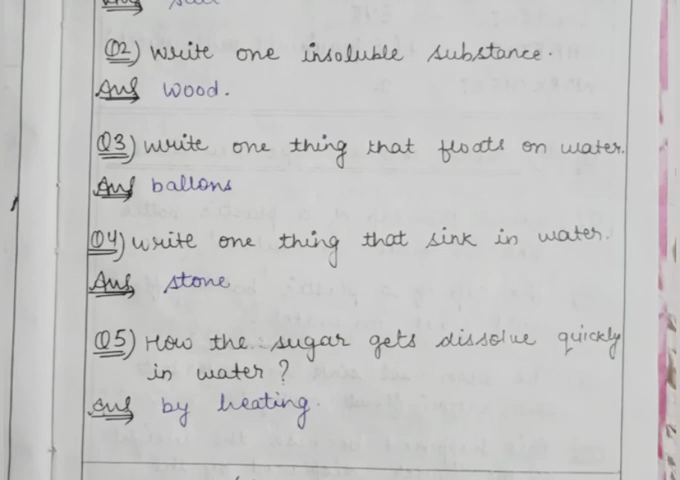 Q2) Write one insoluble substance.
Ans wood.
Q3) write one thing that floats on water.
Ans ballons
Q4) write one thing that sink in water.
Ans stone
Q5) How the sugar gets dissolve quickly
in water?
Ans by heating.